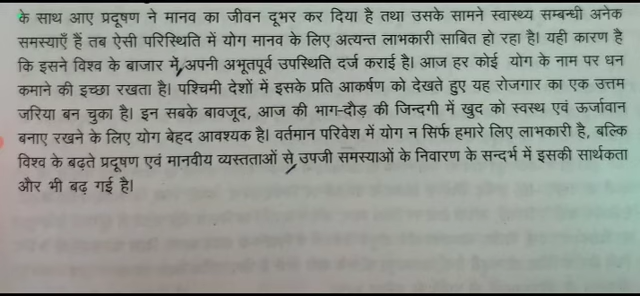 के साथ आए प्रदूषण ने मानव का जीवन दूभर कर दिया है तथा उसके सामने स्वास्थ्य सम्बन्धी अनेक
समस्याएँ हैं तब ऐसी परिस्थिति में योग मानव के लिए अत्यन्त लाभकारी साबित हो रहा है। यही कारण है
कि इसने विश्व के बाजार में अपनी अभूतपूर्व उपस्थिति दर्ज कराई है। आज हर कोई योग के नाम पर धन
कमाने की इच्छा रखता है। पश्चिमी देशों में इसके प्रति आकर्षण को देखते हुए यह रोजगार का एक उत्तम
जरिया बन चुका है। इन सबके बावजूद, आज की भाग-दौड़ की जिन्दगी में खुद को स्वस्थ एवं ऊर्जावान
बनाए रखने के लिए योग बेहद आवश्यक है। वर्तमान परिवेश में योग न सिर्फ हमारे लिए लाभकारी है, बल्कि
विश्व के बढ़ते प्रदूषण एवं मानवीय व्यस्तताओं से उपजी समस्याओं के निवारण के सन्दर्भ में इसकी सार्थकता
और भी बढ़ गई है।